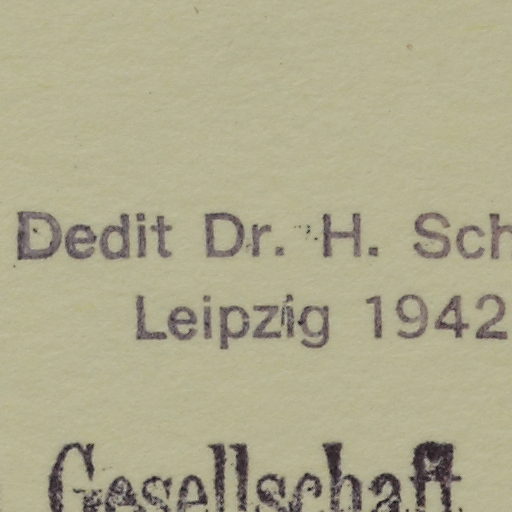 Dedit Dr. H. Sch
Leipzig 1942
Gesellschaft